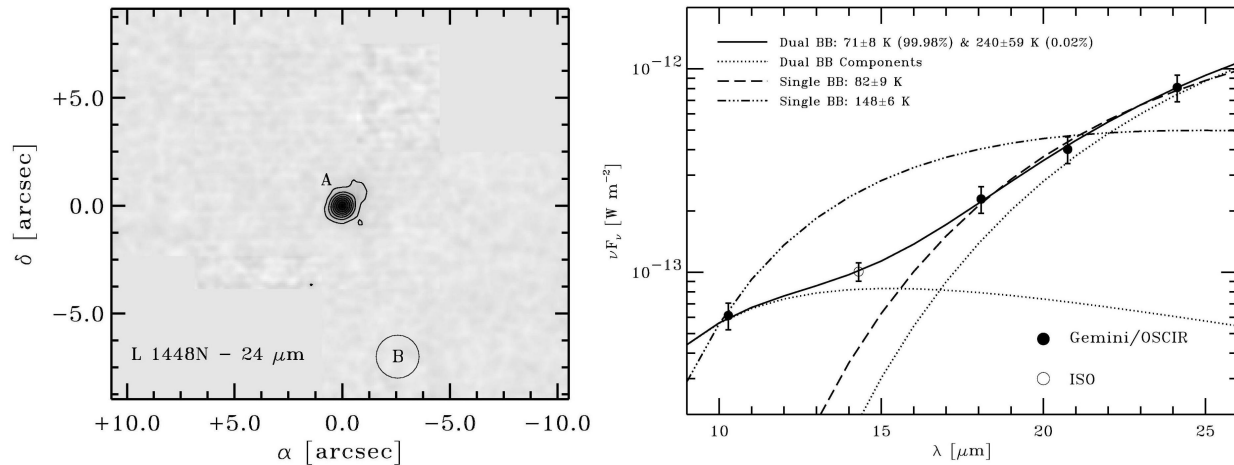 A
B
L 1448N − 24 μm
+5.0
0.0
−5.0
δ [arcsec]
+10.0 +5.0 0.0 −5.0 −10.0
α [arcsec]
Dual BB: 71±8 K (99.98%) & 240±59 K (0.02%)
Dual BB Components
Single BB: 82±9 K
Single BB: 148±6 K
10⁻¹²
10⁻¹³
νFᵥ [W m⁻²]
Gemini/OSCIR
ISO
10 15 20 25
λ [μm]